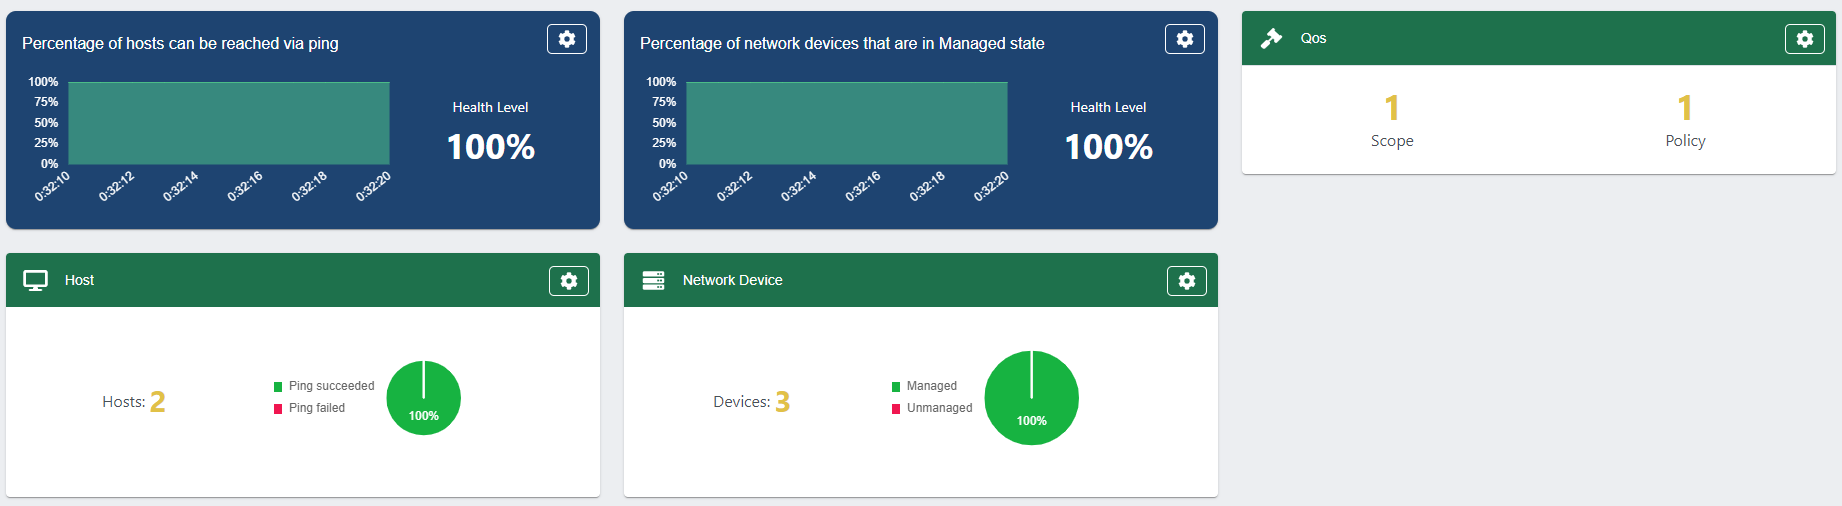 Percentage of hosts can be reached via ping
100%
75%
50%
25%
0%
0:32:10
0:32:12
0:32:14
0:32:16
0:32:18
0:32:20
Health Level
100%
Percentage of network devices that are in Managed state
100%
75%
50%
25%
0%
0:32:10
0:32:12
0:32:14
0:32:16
0:32:18
0:32:20
Health Level
100%
Qos
1
Scope
1
Policy
Host
Hosts: 2
Ping succeeded
Ping failed
100%
Network Device
Devices: 3
Managed
Unmanaged
100%